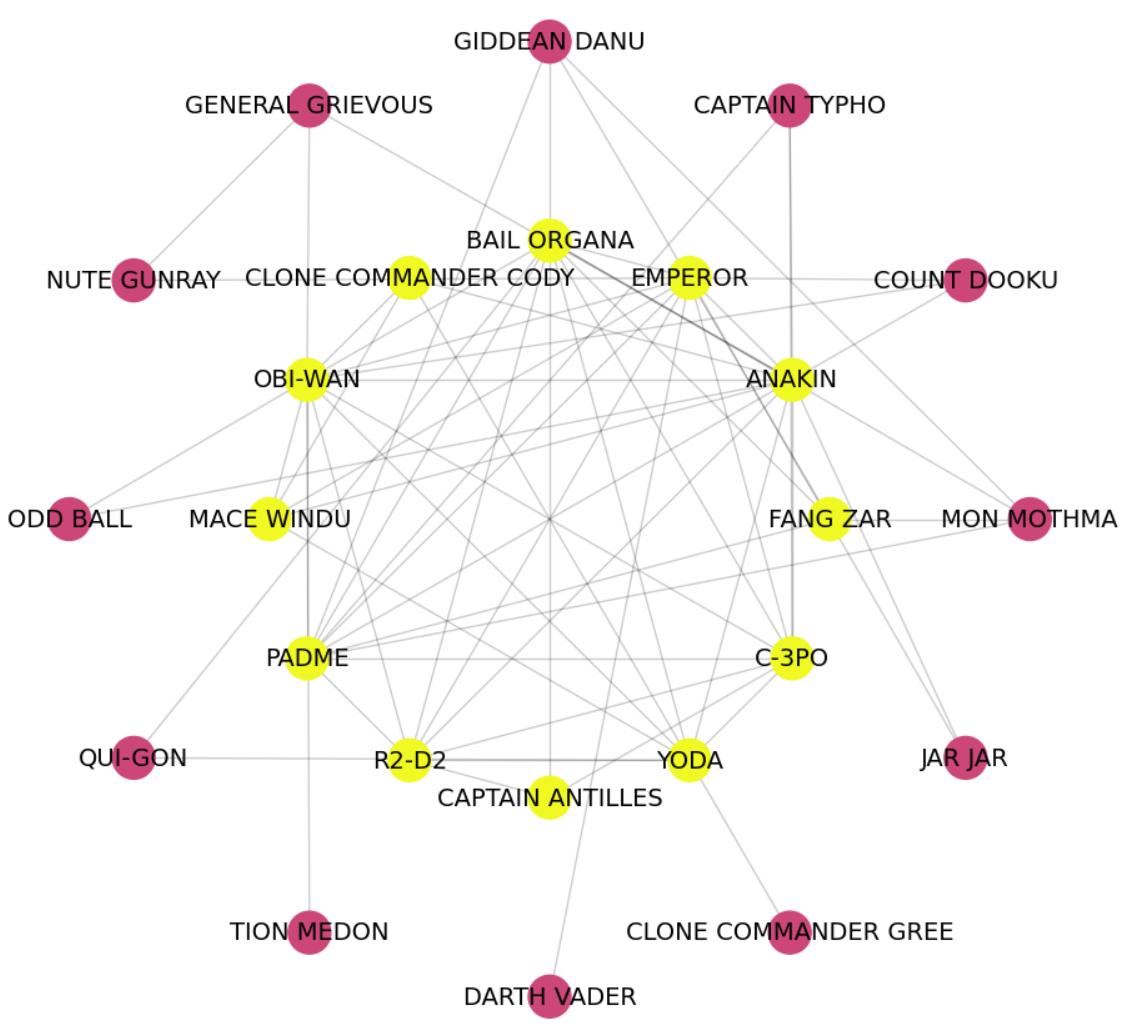 GIDDEAN DANU
GENERAL GRIEVOUS
CAPTAIN TYPHO
BAIL ORGANA
NUTE GUNRAY
CLONE COMMANDER CODY
EMPEROR
COUNT DOOKU
OBI-WAN
ANAKIN
ODD BALL
MACE WINDU
FANG ZAR
MON MOTHMA
PADME
C-3PO
QUI-GON
R2-D2
YODA
JAR JAR
CAPTAIN ANTILLES
TION MEDON
CLONE COMMANDER GREE
DARTH VADER